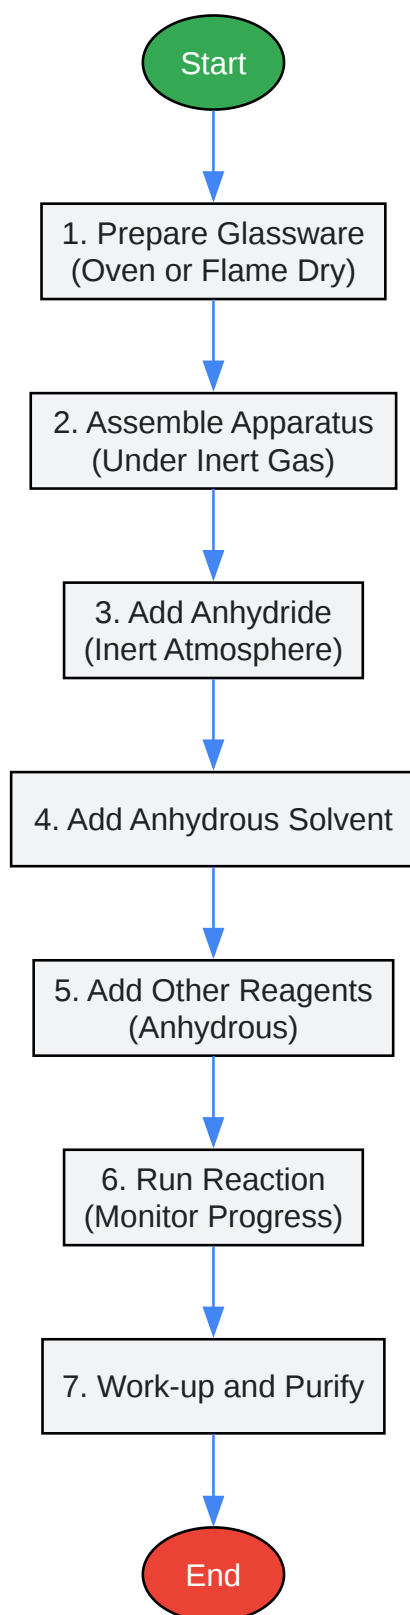 Start
1. Prepare Glassware
(Oven or Flame Dry)
2. Assemble Apparatus
(Under Inert Gas)
3. Add Anhydride
(Inert Atmosphere)
4. Add Anhydrous Solvent
5. Add Other Reagents
(Anhydrous)
6. Run Reaction
(Monitor Progress)
7. Work-up and Purify
End